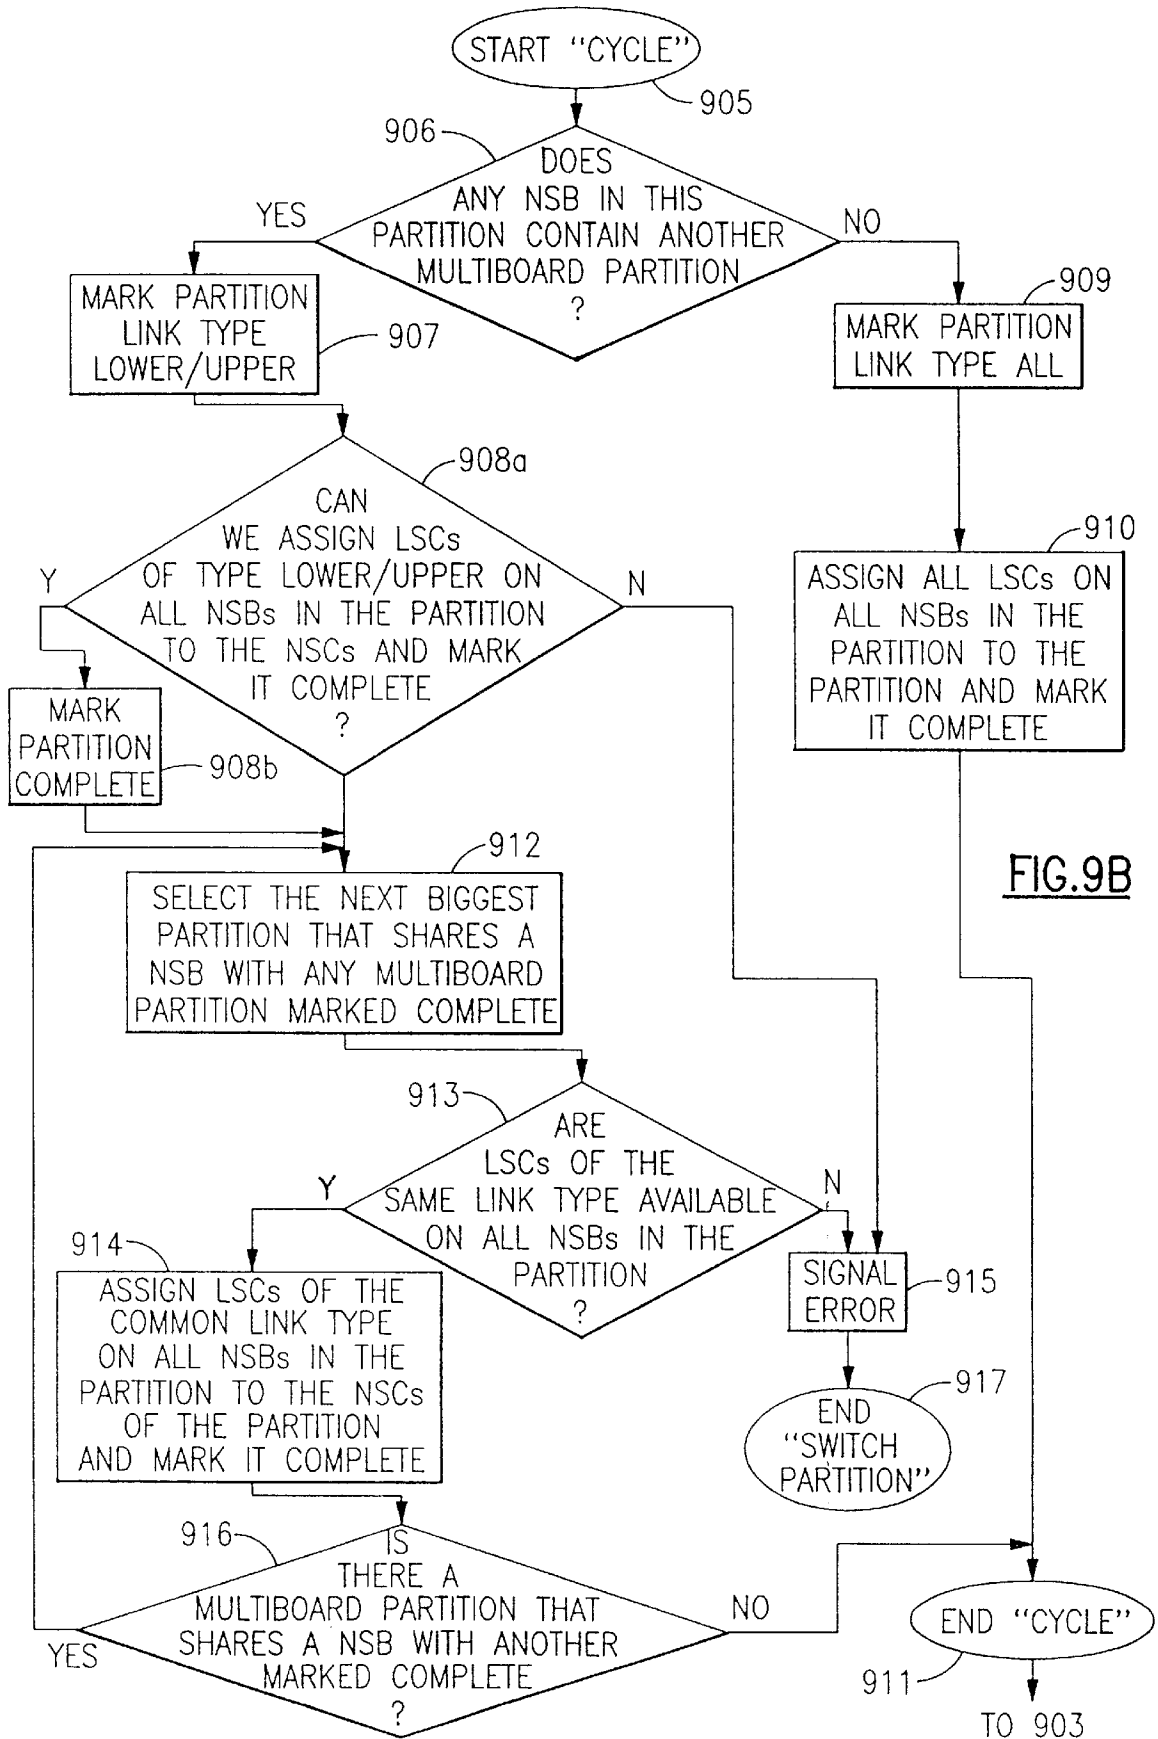 START "CYCLE"
905
906
DOES
ANY NSB IN THIS
PARTITION CONTAIN ANOTHER
MULTIBOARD PARTITION
?
YES
NO
MARK PARTITION
LINK TYPE
LOWER/UPPER
907
909
MARK PARTITION
LINK TYPE ALL
908a
CAN
WE ASSIGN LSCs
OF TYPE LOWER/UPPER ON
ALL NSBs IN THE PARTITION
TO THE NSCs AND MARK
IT COMPLETE
?
Y
N
910
ASSIGN ALL LSCs ON
ALL NSBs IN THE
PARTITION TO THE
PARTITION AND MARK
IT COMPLETE
MARK
PARTITION
COMPLETE
908b
912
SELECT THE NEXT BIGGEST
PARTITION THAT SHARES A
NSB WITH ANY MULTIBOARD
PARTITION MARKED COMPLETE
FIG.9B
913
ARE
LSCs OF THE
SAME LINK TYPE AVAILABLE
ON ALL NSBs IN THE
PARTITION
?
Y
N
914
ASSIGN LSCs OF THE
COMMON LINK TYPE
ON ALL NSBs IN THE
PARTITION TO THE NSCs
OF THE PARTITION
AND MARK IT COMPLETE
SIGNAL
ERROR
915
917
END
"SWITCH
PARTITION"
916
IS
THERE A
MULTIBOARD PARTITION THAT
SHARES A NSB WITH ANOTHER
MARKED COMPLETE
?
YES
NO
END "CYCLE"
911
TO 903